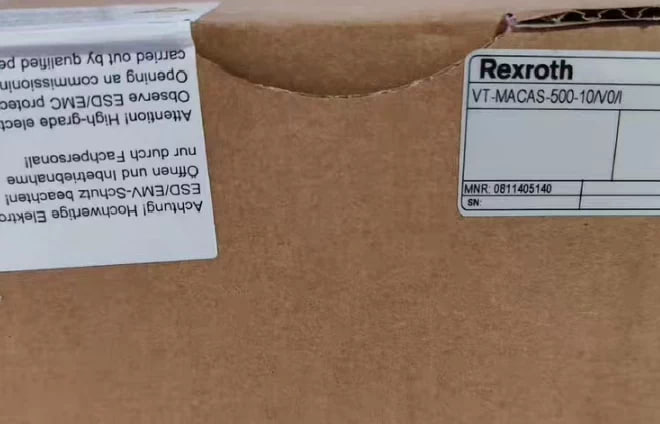 Rexroth
VT-MACAS-500-10/V0/I
MNR: 0811405140
SN:
Achtung! Hochwertige Elektro
ESD/EMV-Schutz beachten!
Öffnen und Inbetriebnahme
nur durch Fachpersonal!
Attention! High-grade elect
Observe ESD/EMC protec
Opening an commissionin
carried out by qualified pe